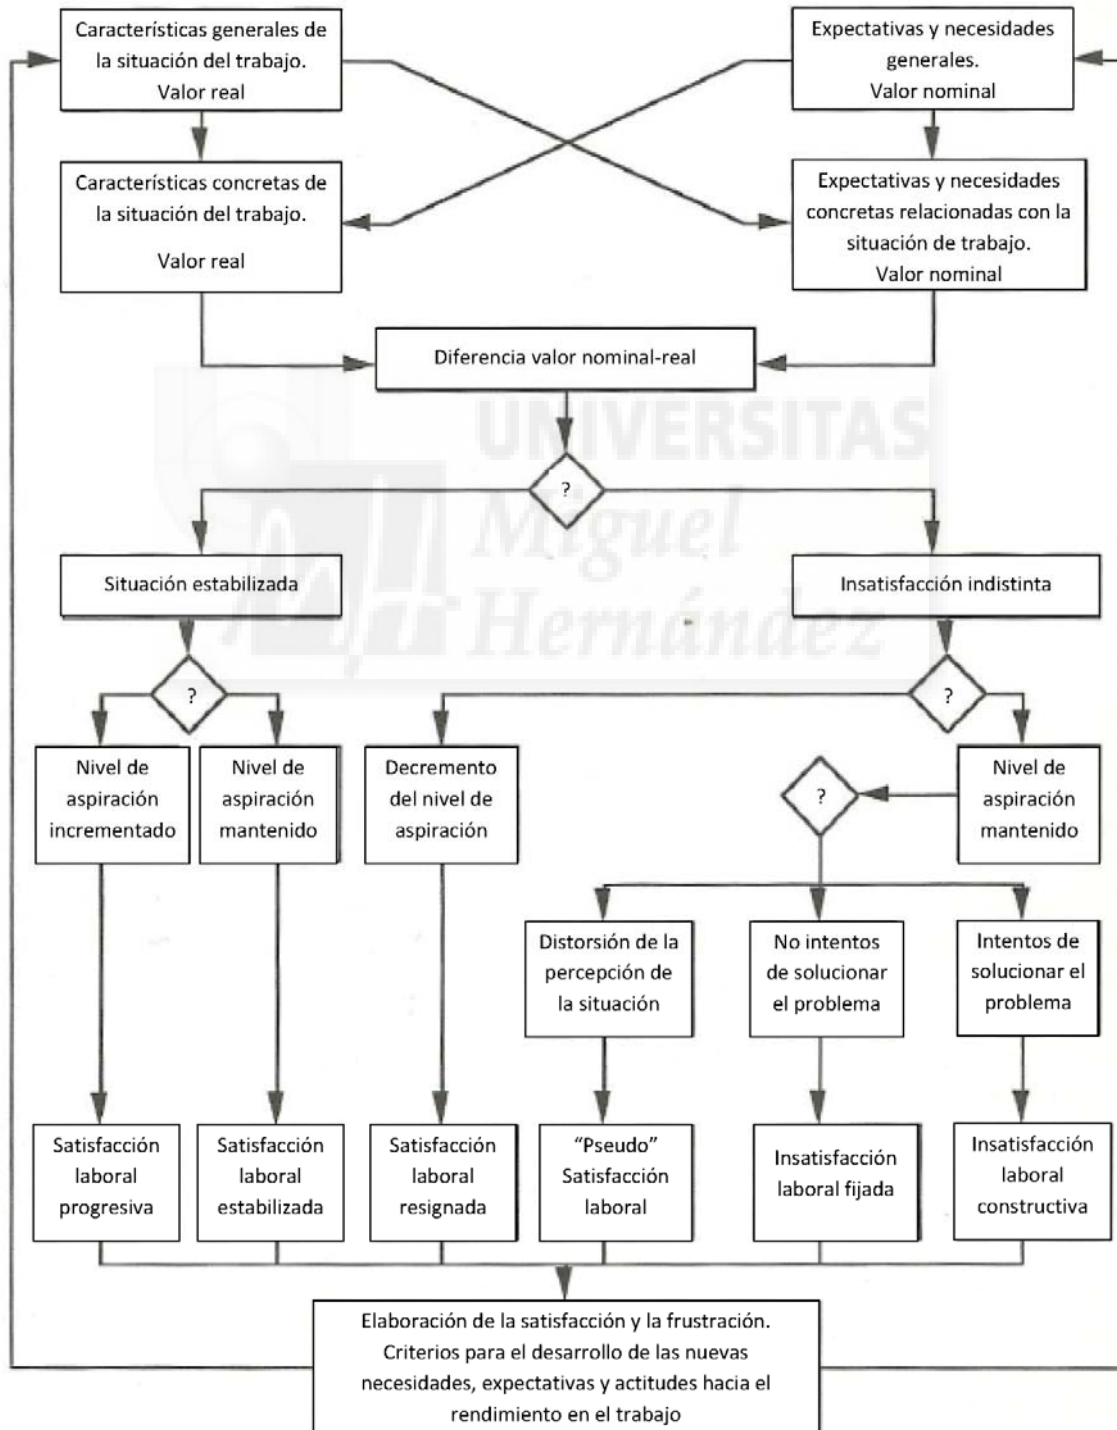 Características generales de
la situación del trabajo.
Valor real
Expectativas y necesidades
generales.
Valor nominal
Características concretas de
la situación del trabajo.
Valor real
Expectativas y necesidades
concretas relacionadas con la
situación de trabajo.
Valor nominal
Diferencia valor nominal-real
UNIVERSITAS
Miguel
Hernández
?
Situación estabilizada
Insatisfacción indistinta
?
?
Nivel de
aspiración
incrementado
Nivel de
aspiración
mantenido
Decremento
del nivel de
aspiración
?
Nivel de
aspiración
mantenido
Distorsión de la
percepción de
la situación
No intentos
de solucionar
el problema
Intentos de
solucionar el
problema
Satisfacción
laboral
progresiva
Satisfacción
laboral
estabilizada
Satisfacción
laboral
resignada
“Pseudo”
Satisfacción
laboral
Insatisfacción
laboral fijada
Insatisfacción
laboral
constructiva
Elaboración de la satisfacción y la frustración.
Criterios para el desarrollo de las nuevas
necesidades, expectativas y actitudes hacia el
rendimiento en el trabajo